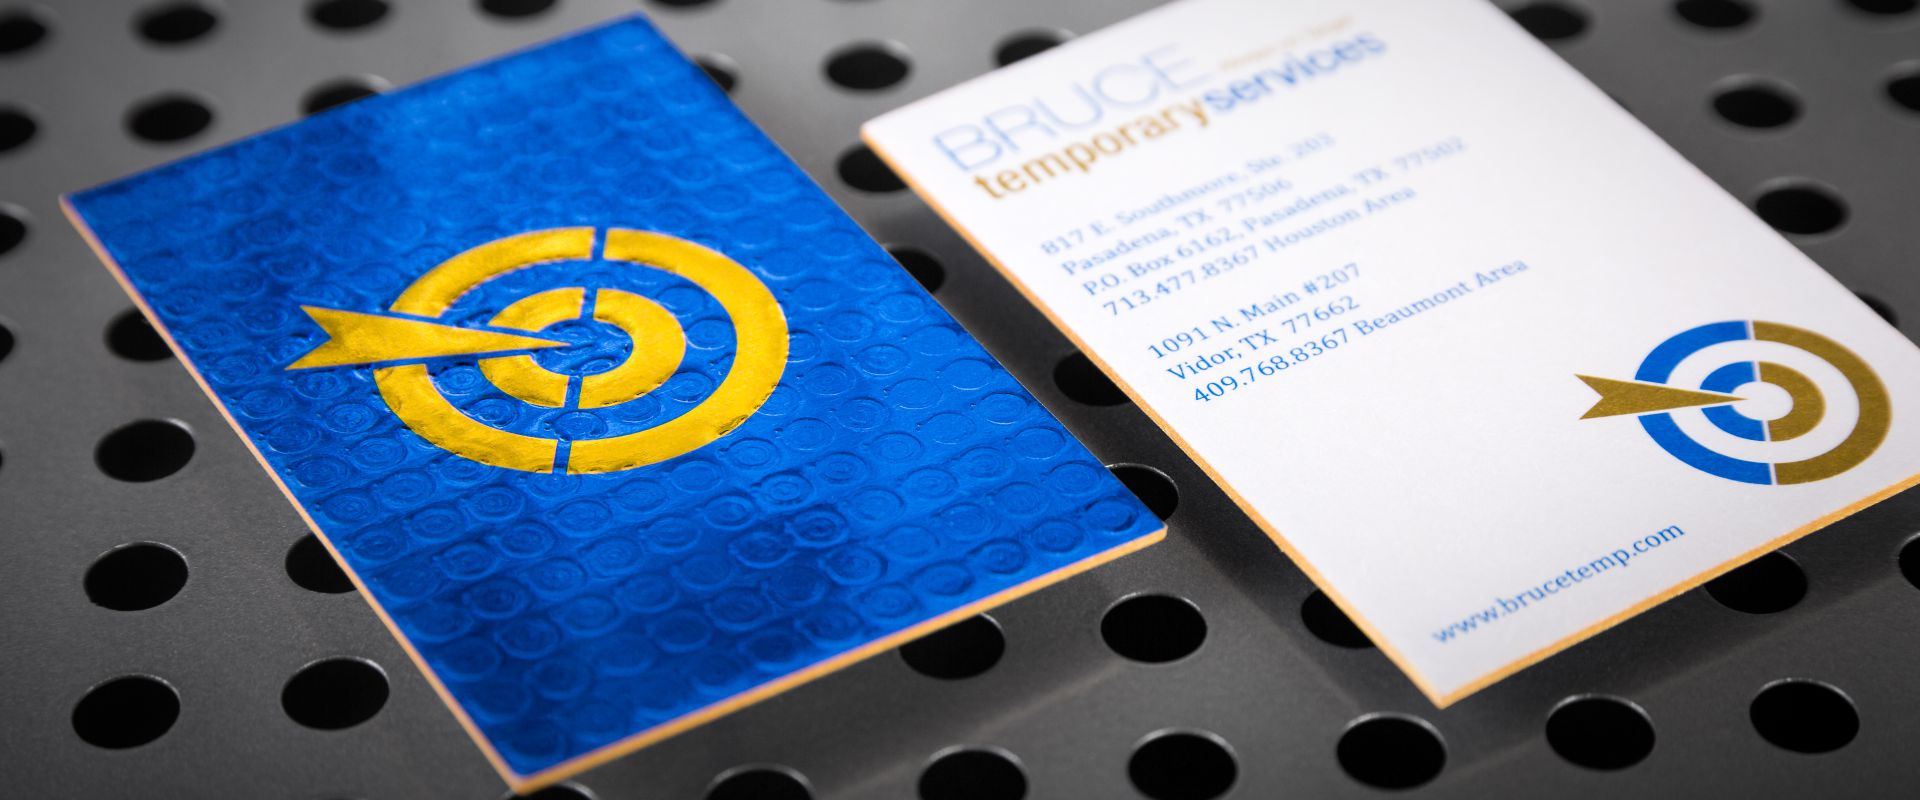 BRUCE
temporaryservices
817 E. Southmore, Ste. 203
Pasadena, TX 77506
P.O. Box 6162, Pasadena, TX 77502
713.477.8367 Houston Area
1091 N. Main #207
Vidor, TX 77662
409.768.8367 Beaumont Area
www.brucetemp.com